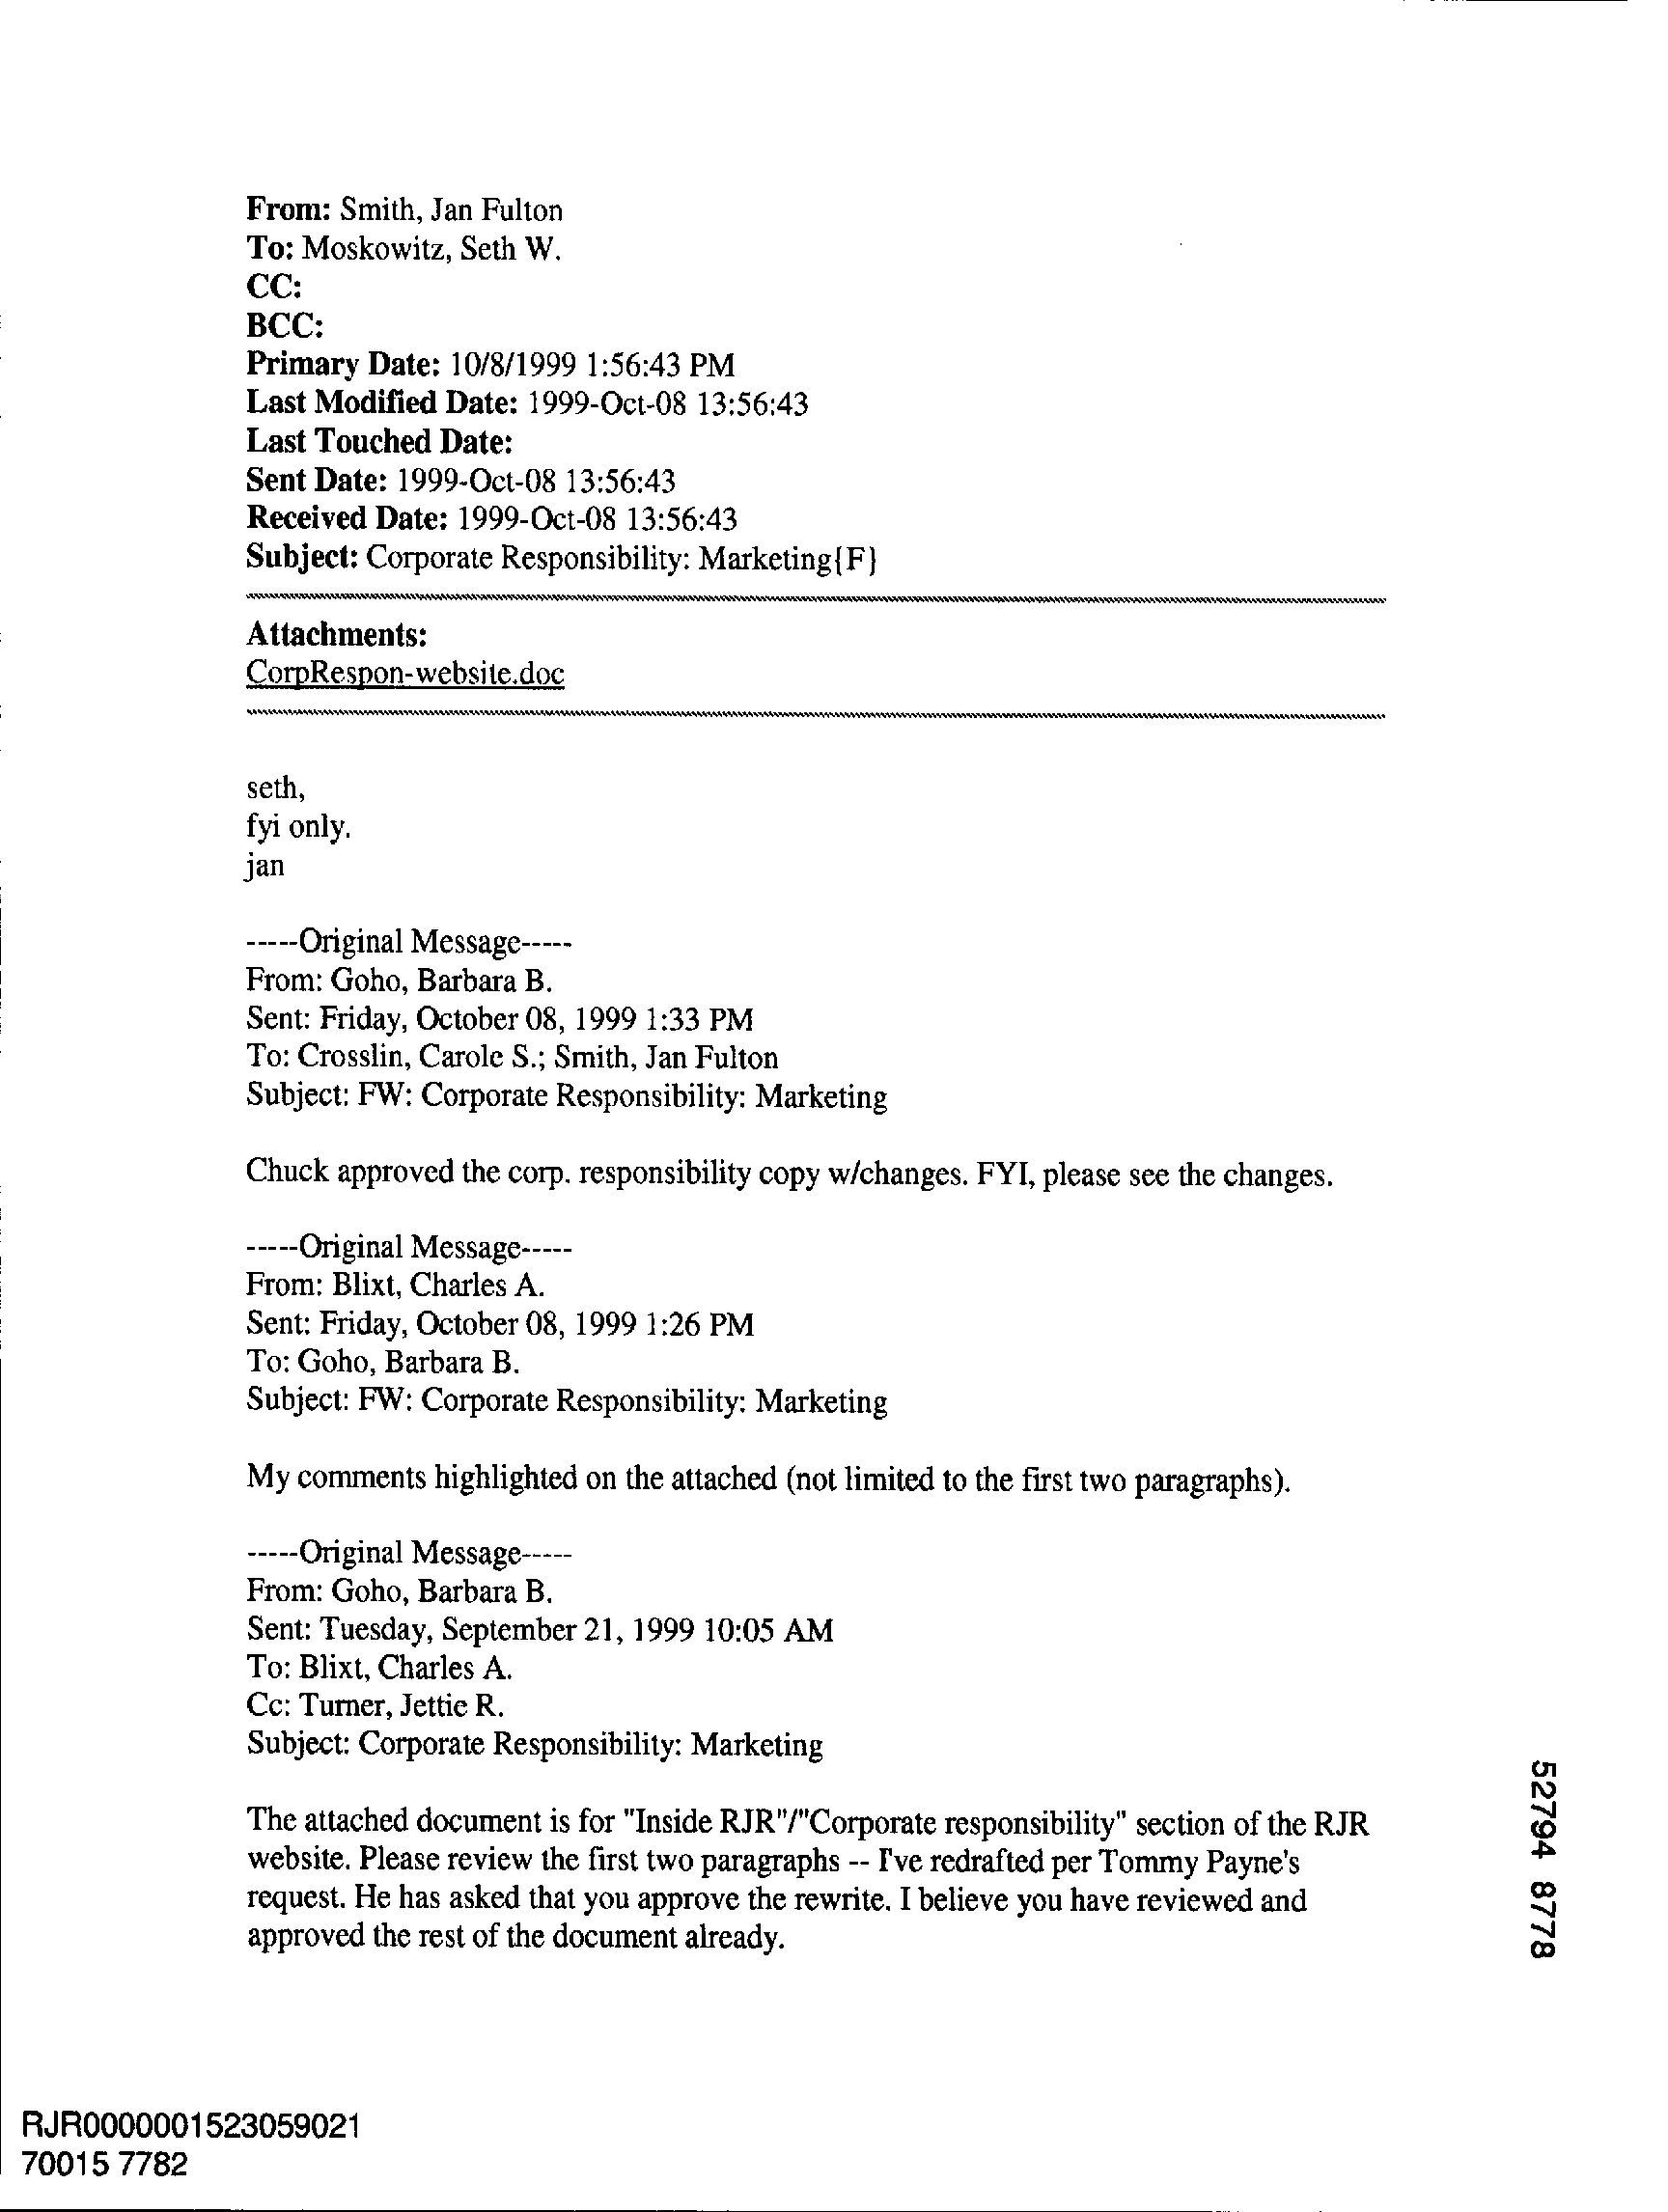 From: Smith, Jan Fulton
To: Moskowitz, Seth W.
CC:
BCC:
Primary Date: 10/8/1999 1:56:43 PM
Last Modified Date: 1999-Oct-08 13:56:43
Last Touched Date:
Sent Date: 1999-Oct-08 13:56:43
Received Date: 1999-Oct-08 13:56:43
Subject: Corporate Responsibility: Marketing{F}
Attachments:
CorpRespon-website.doc
seth,
fyi only.
jan
-----Original Message-----
From: Goho, Barbara B.
Sent: Friday, October 08, 1999 1:33 PM
To: Crosslin, Carole S.; Smith, Jan Fulton
Subject: FW: Corporate Responsibility: Marketing
Chuck approved the corp. responsibility copy w/changes. FYI, please see the changes.
-----Original Message-----
From: Blixt, Charles A.
Sent: Friday, October 08, 1999 1:26 PM
To: Goho, Barbara B.
Subject: FW: Corporate Responsibility: Marketing
My comments highlighted on the attached (not limited to the first two paragraphs).
-----Original Message-----
From: Goho, Barbara B.
Sent: Tuesday, September 21, 1999 10:05 AM
To: Blixt, Charles A.
Cc: Turner, Jettie R.
Subject: Corporate Responsibility: Marketing
The attached document is for "Inside RJR"/"Corporate responsibility" section of the RJR
website. Please review the first two paragraphs -- I've redrafted per Tommy Payne's
request. He has asked that you approve the rewrite. I believe you have reviewed and
approved the rest of the document already.
52794 8778
RJR0000001523059021
70015 7782